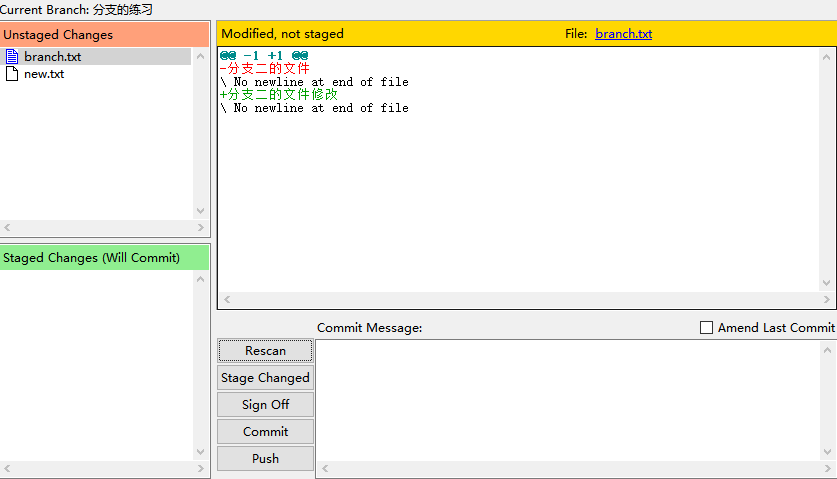 Current Branch: 分支的练习
Unstaged Changes
branch.txt
new.txt
Staged Changes (Will Commit)
Modified, not staged File: branch.txt
@@ -1 +1 @@
-分支二的文件
\ No newline at end of file
+分支二的文件修改
\ No newline at end of file
Commit Message: Amend Last Commit
Rescan
Stage Changed
Sign Off
Commit
Push